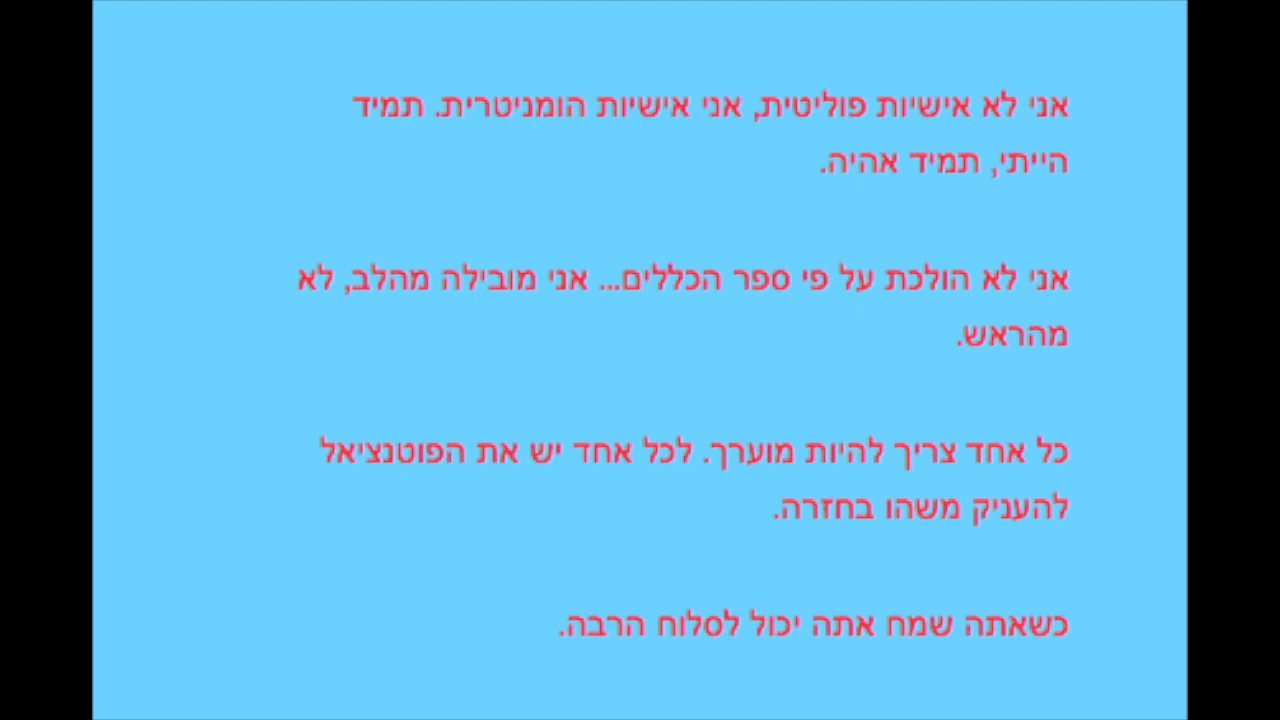 אני לא אישיות פוליטית, אני אישיות הומניטרית. תמיד
הייתי, תמיד אהיה.
אני לא הולכת על פי ספר הכללים... אני מובילה מהלב, לא
מהראש.
כל אחד צריך להיות מוערך. לכל אחד יש את הפוטנציאל
להעניק משהו בחזרה.
כשאתה שמח אתה יכול לסלוח הרבה.